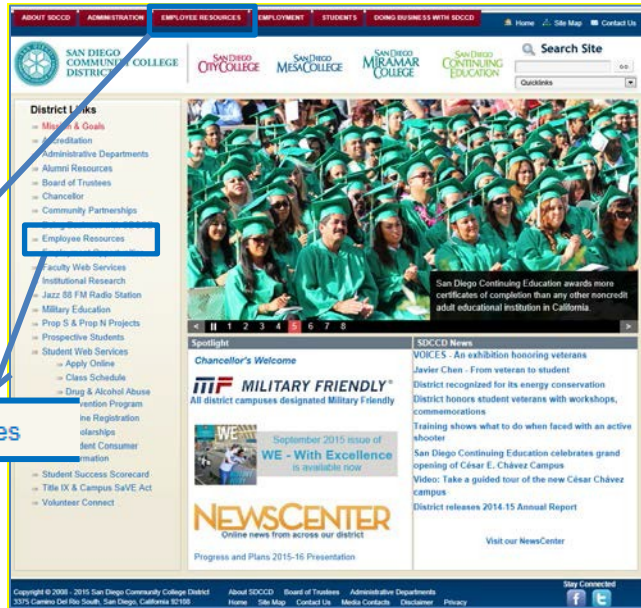 ABOUT SDCCD ADMINISTRATION EMPLOYEE RESOURCES EMPLOYMENT STUDENTS DOING BUSINESS WITH SDCCD
Home Site Map Contact Us
SAN DIEGO
COMMUNITY COLLEGE
DISTRICT
SAN DIEGO
CITY COLLEGE
SAN DIEGO
MESA COLLEGE
SAN DIEGO
MIRAMAR
COLLEGE
SAN DIEGO
CONTINUING
EDUCATION
Search Site
GO
Quicklinks
District Links
Mission & Goals
Accreditation
Administrative Departments
Alumni Resources
Board of Trustees
Chancellor
Community Partnerships
Employee Resources
Faculty Web Services
Institutional Research
Jazz 88 FM Radio Station
Military Education
Prop S & Prop N Projects
Prospective Students
Student Web Services
Apply Online
Class Schedule
Drug & Alcohol Abuse
vention Program
ne Registration
olarships
dent Consumer
rmation
es
Student Success Scorecard
Title IX & Campus SaVE Act
Volunteer Connect
San Diego Continuing Education awards more
certificates of completion than any other noncredit
adult educational institution in California.
< 1 2 3 4 5 6 7 8 >
Spotlight
Chancellor's Welcome
MF MILITARY FRIENDLY®
All district campuses designated Military Friendly
WE
September 2015 issue of
WE - With Excellence
is available now
NEWSCENTER
Online news from across our district
Progress and Plans 2015-16 Presentation
SDCCD News
VOICES - An exhibition honoring veterans
Javier Chen - From veteran to student
District recognized for its energy conservation
District honors student veterans with workshops,
commemorations
Training shows what to do when faced with an active
shooter
San Diego Continuing Education celebrates grand
opening of César E. Chávez Campus
Video: Take a guided tour of the new César Chávez
campus
District releases 2014-15 Annual Report
Visit our NewsCenter
Copyright © 2008 - 2015 San Diego Community College District
3375 Camino Del Rio South, San Diego, California 92108
About SDCCD Board of Trustees Administrative Departments
Home Site Map Contact Us Media Contacts Disclaimer Privacy
Stay Connected